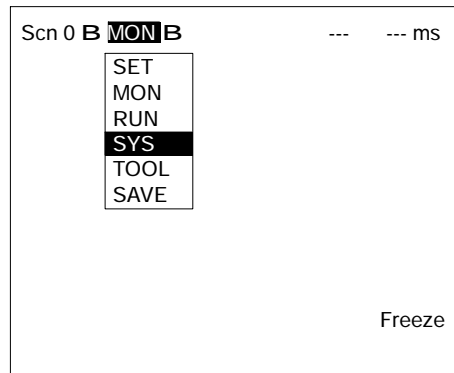 Scn 0 B MON B --- --- ms
SET
MON
RUN
SYS
TOOL
SAVE
Freeze